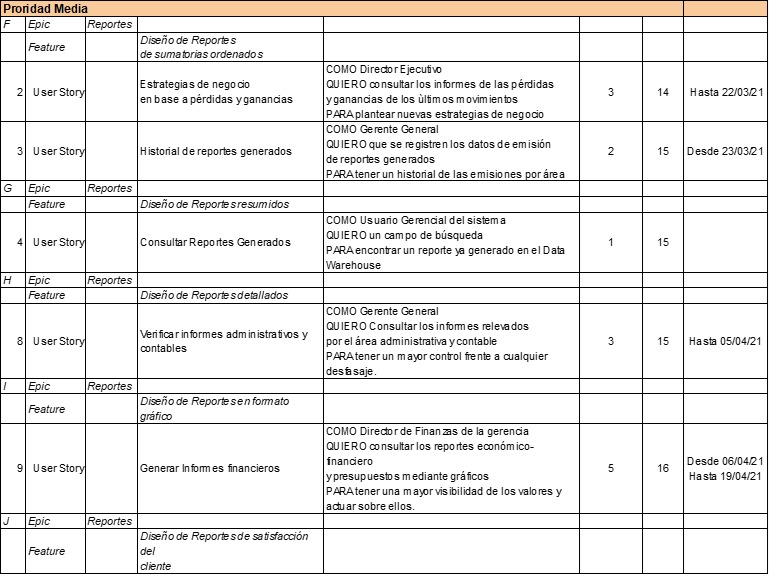 Proridad Media
F Epic Reportes
Feature Diseño de Reportes
de sumatorias ordenados
2 User Story Estrategias de negocio
en base a pérdidas y ganancias
COMO Director Ejecutivo
QUIERO consultar los informes de las pérdidas
y ganancias de los ùltimos movimientos
PARA plantear nuevas estrategias de negocio
3 14 Hasta 22/03/21
3 User Story Historial de reportes generados
COMO Gerente General
QUIERO que se registren los datos de emisión
de reportes generados
PARA tener un historial de las emisiones por área
2 15 Desde 23/03/21
G Epic Reportes
Feature Diseño de Reportes resumidos
4 User Story Consultar Reportes Generados
COMO Usuario Gerencial del sistema
QUIERO un campo de búsqueda
PARA encontrar un reporte ya generado en el Data
Warehouse
1 15
H Epic Reportes
Feature Diseño de Reportes detallados
8 User Story Verificar informes administrativos y
contables
COMO Gerente General
QUIERO Consultar los informes relevados
por el área administrativa y contable
PARA tener un mayor control frente a cualquier
desfasaje.
3 15 Hasta 05/04/21
I Epic Reportes
Feature Diseño de Reportes en formato
gráfico
9 User Story Generar Informes financieros
COMO Director de Finanzas de la gerencia
QUIERO consultar los reportes económico-
financiero
y presupuestos mediante gráficos
PARA tener una mayor visibilidad de los valores y
actuar sobre ellos.
5 16 Desde 06/04/21
Hasta 19/04/21
J Epic Reportes
Feature Diseño de Reportes de satisfacción
del
cliente